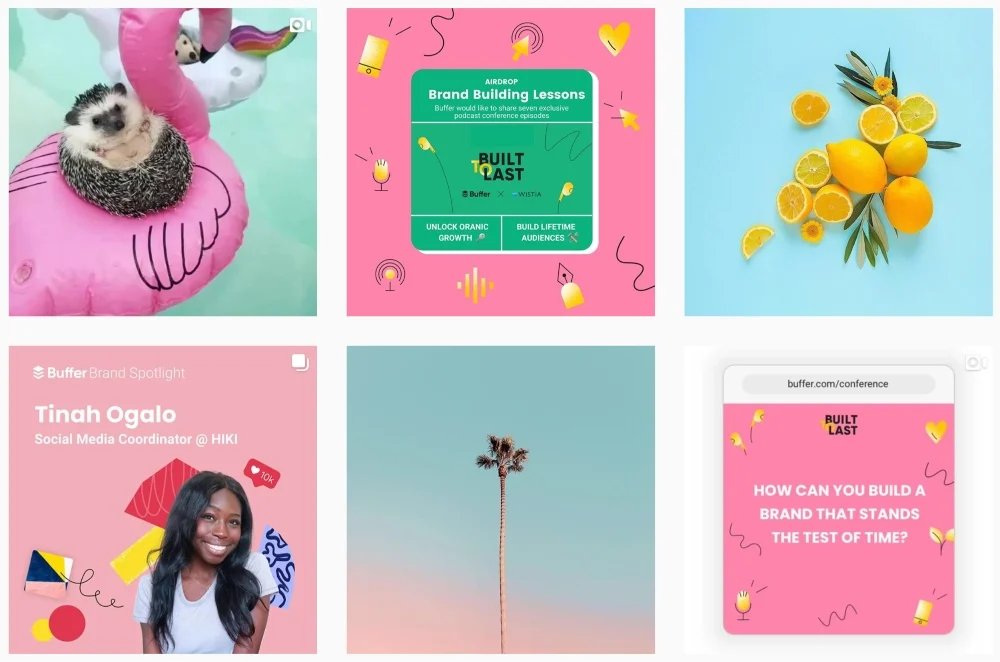 AIRDROP
Brand Building Lessons
Buffer would like to share seven exclusive
podcast conference episodes
BUILT
TO
LAST
Buffer X WISTIA
UNLOCK ORANIC
GROWTH
BUILD LIFETIME
AUDIENCES
Buffer Brand Spotlight
Tinah Ogalo
Social Media Coordinator @ HIKI
10k
buffer.com/conference
BUILT
TO
LAST
HOW CAN YOU BUILD A
BRAND THAT STANDS
THE TEST OF TIME?